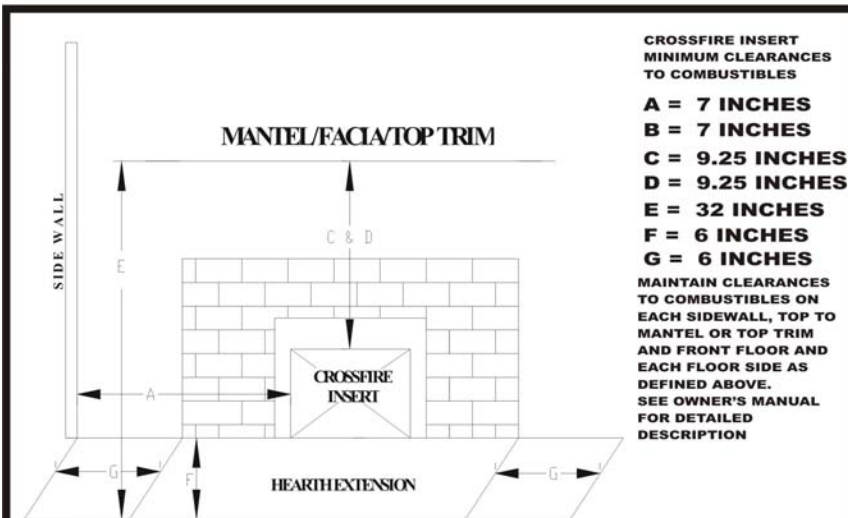 MANTEL/FACIA/TOP TRIM
SIDE WALL
C & D
E
CROSSFIRE
INSERT
A
G
F
HEARTH EXTENSION
G
CROSSFIRE INSERT
MINIMUM CLEARANCES
TO COMBUSTIBLES
A = 7 INCHES
B = 7 INCHES
C = 9.25 INCHES
D = 9.25 INCHES
E = 32 INCHES
F = 6 INCHES
G = 6 INCHES
MAINTAIN CLEARANCES
TO COMBUSTIBLES ON
EACH SIDEWALL, TOP TO
MANTEL OR TOP TRIM
AND FRONT FLOOR AND
EACH FLOOR SIDE AS
DEFINED ABOVE.
SEE OWNER'S MANUAL
FOR DETAILED
DESCRIPTION